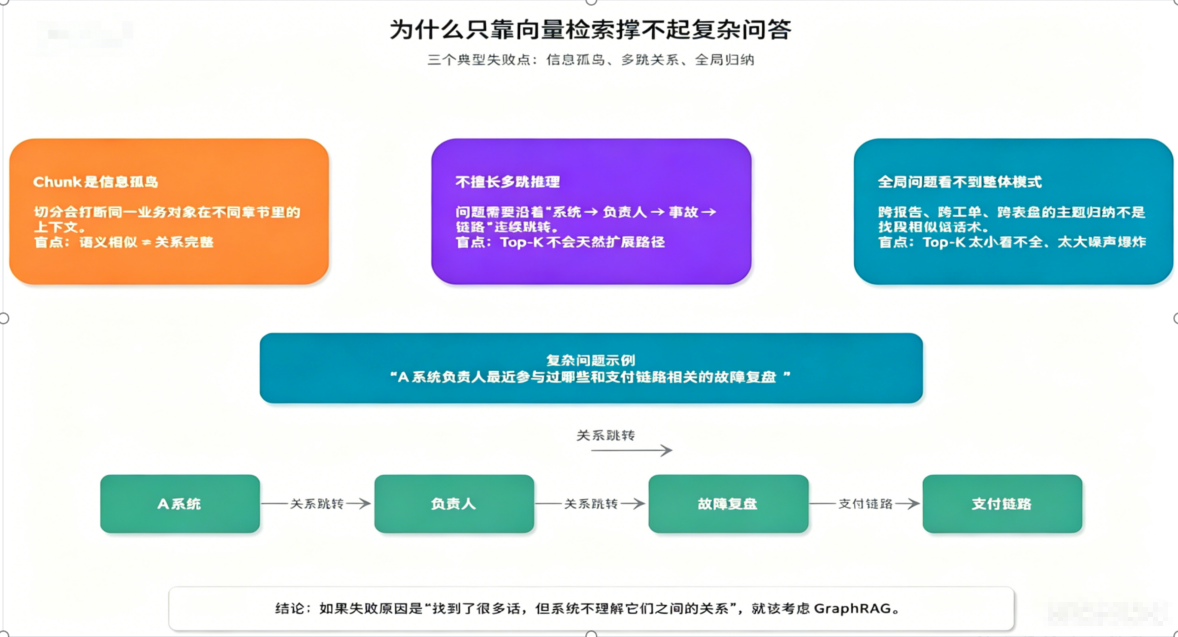 为什么只靠向量检索撑不起复杂问答
三个典型失败点：信息孤岛、多跳关系、全局归纳
Chunk 是信息孤岛
切分会打断同一业务对象在不同章节里的
上下文。
盲点：语义相似 ≠ 关系完整
不擅长多跳推理
问题需要沿着“系统 → 负责人 → 事故 →
链路”连续跳转。
盲点：Top-K 不会天然扩展路径
全局问题看不到整体模式
跨报告、跨工单、跨表盘的主题归纳不是
找段相似话术。
盲点：Top-K 太小看不全、太大噪声爆炸
复杂问题示例
“A 系统负责人最近参与过哪些和支付链路相关的故障复盘 ”
关系跳转
A 系统
关系跳转
负责人
关系跳转
故障复盘
支付链路
支付链路
结论：如果失败原因是“找到了很多话，但系统不理解它们之间的关系”，就该考虑 GraphRAG。